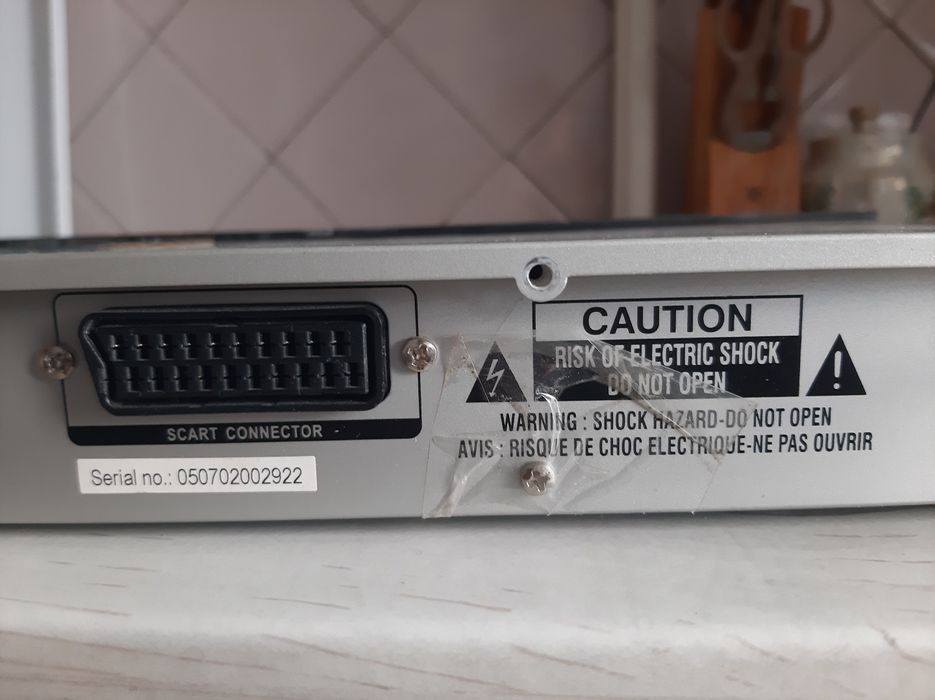 SCART CONNECTOR
Serial no.: 050702002922
CAUTION
RISK OF ELECTRIC SHOCK
DO NOT OPEN
WARNING : SHOCK HAZARD-DO NOT OPEN
AVIS : RISQUE DE CHOC ELECTRIQUE-NE PAS OUVRIR